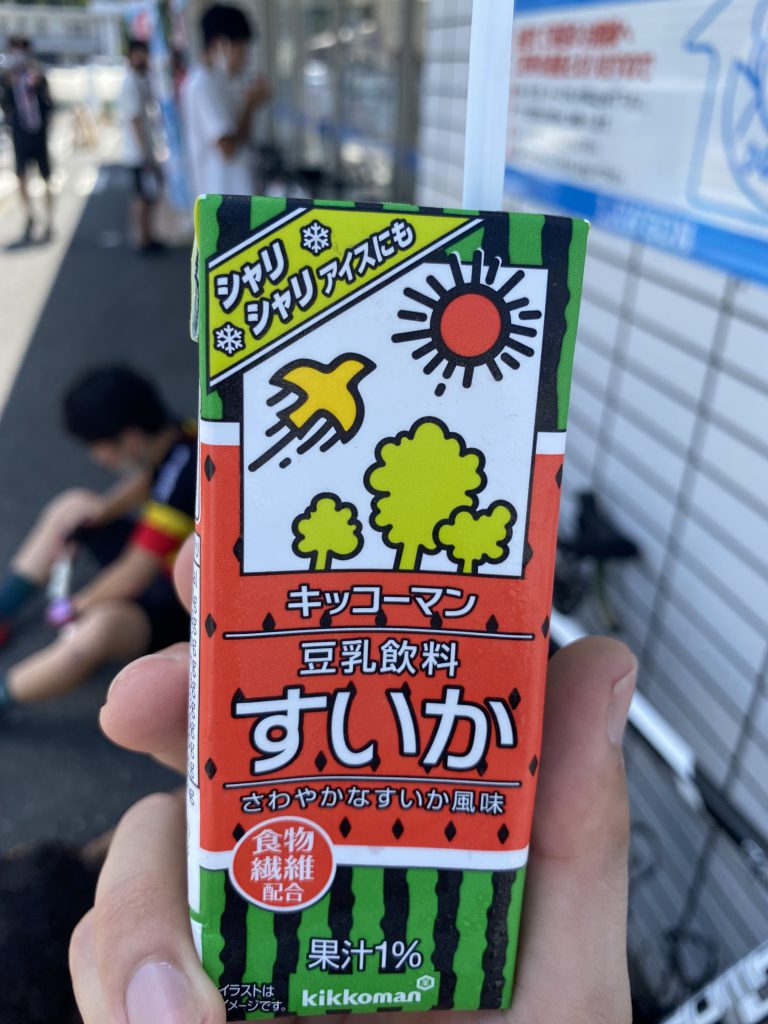 シャリ
シャリ アイスにも
キッコーマン
豆乳飲料
すいか
さわやかなすいか風味
食物
繊維
配合
果汁1%
イラストは
イメージです。
kikkoman